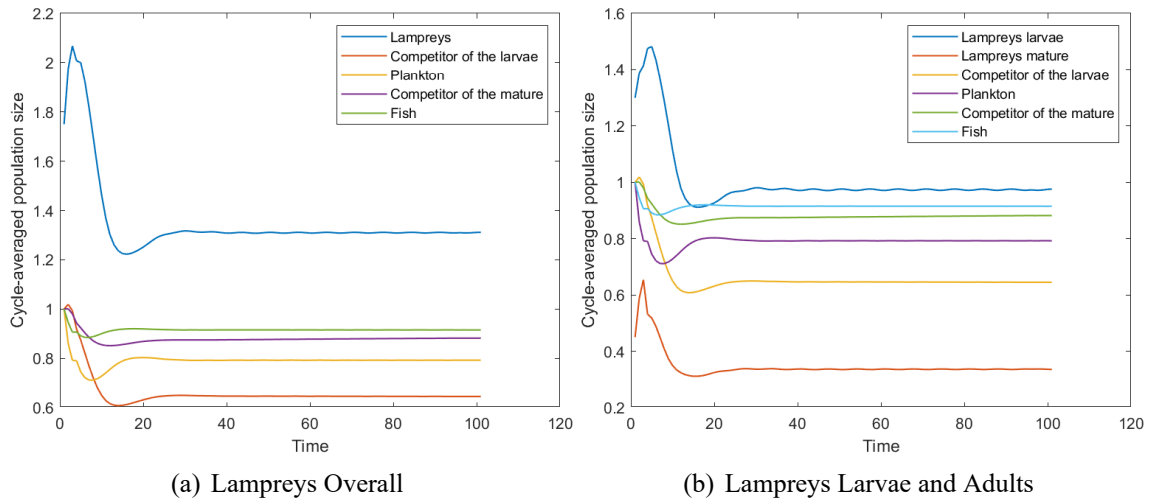 2.2
2
1.8
1.6
1.4
1.2
1
0.8
0.6
Cycle-averaged population size
0 20 40 60 80 100 120
Time
Lampreys
Competitor of the larvae
Plankton
Competitor of the mature
Fish
(a) Lampreys Overall
1.6
1.4
1.2
1
0.8
0.6
0.4
0.2
Cycle-averaged population size
0 20 40 60 80 100 120
Time
Lampreys larvae
Lampreys mature
Competitor of the larvae
Plankton
Competitor of the mature
Fish
(b) Lampreys Larvae and Adults